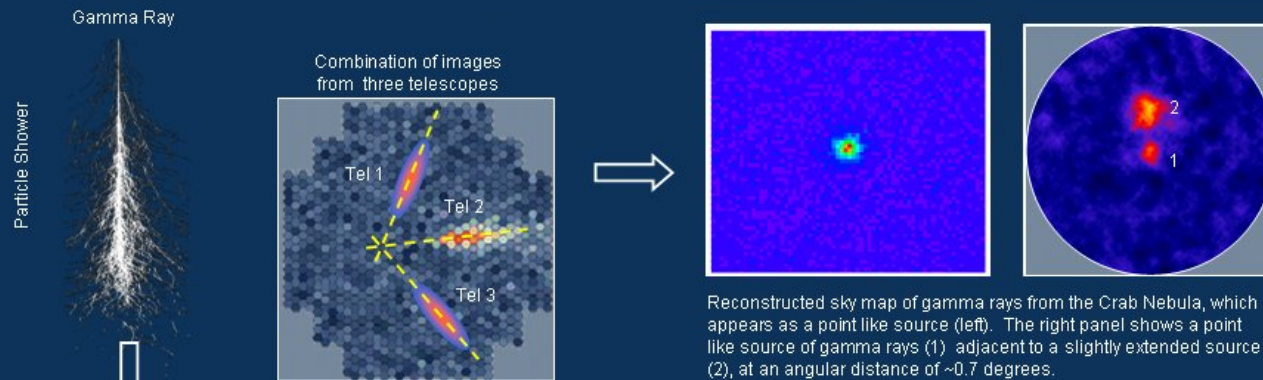 Gamma Ray
Particle Shower
Combination of images
from three telescopes
Tel 1
Tel 2
Tel 3
2
1
Reconstructed sky map of gamma rays from the Crab Nebula, which
appears as a point like source (left). The right panel shows a point
like source of gamma rays (1) adjacent to a slightly extended source
(2), at an angular distance of ~0.7 degrees.